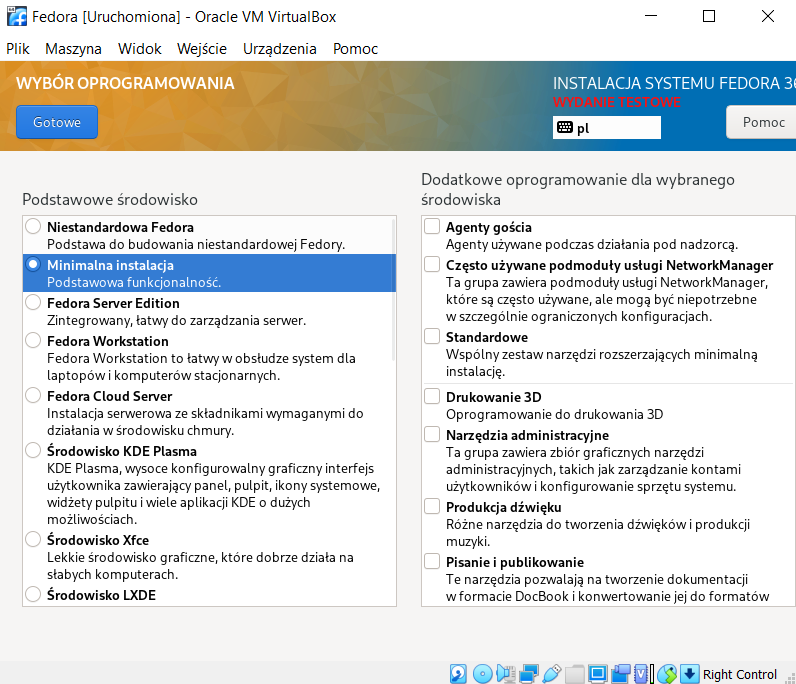 Fedora [Uruchomiona] - Oracle VM VirtualBox
Plik Maszyna Widok Wejście Urządzenia Pomoc
WYBÓR OPROGRAMOWANIA
Gotowe
INSTALACJA SYSTEMU FEDORA 36
WYDANIE TESTOWE
pl
Pomoc
Podstawowe środowisko
Niestandardowa Fedora
Podstawa do budowania niestandardowej Fedory.
Minimalna instalacja
Podstawowa funkcjonalność.
Fedora Server Edition
Zintegrowany, łatwy do zarządzania serwer.
Fedora Workstation
Fedora Workstation to łatwy w obsłudze system dla
laptopów i komputerów stacjonarnych.
Fedora Cloud Server
Instalacja serwerowa ze składnikami wymaganymi do
działania w środowisku chmury.
Środowisko KDE Plasma
KDE Plasma, wysoce konfigurowalny graficzny interfejs
użytkownika zawierający panel, pulpit, ikony systemowe,
widżety pulpitu i wiele aplikacji KDE o dużych
możliwościach.
Środowisko Xfce
Lekkie środowisko graficzne, które dobrze działa na
słabych komputerach.
Środowisko LXDE
Dodatkowe oprogramowanie dla wybranego
środowiska
Agenty gościa
Agenty używane podczas działania pod nadzorcą.
Często używane podmoduły usługi NetworkManager
Ta grupa zawiera podmoduły usługi NetworkManager,
które są często używane, ale mogą być niepotrzebne
w szczególnie ograniczonych konfiguracjach.
Standardowe
Wspólny zestaw narzędzi rozszerzających minimalną
instalację.
Drukowanie 3D
Oprogramowanie do drukowania 3D
Narzędzia administracyjne
Ta grupa zawiera zbiór graficznych narzędzi
administracyjnych, takich jak zarządzanie kontami
użytkowników i konfigurowanie sprzętu systemu.
Produkcja dźwięku
Różne narzędzia do tworzenia dźwięków i produkcji
muzyki.
Pisanie i publikowanie
Te narzędzia pozwalają na tworzenie dokumentacji
w formacie DocBook i konwertowanie jej do formatów
Right Control